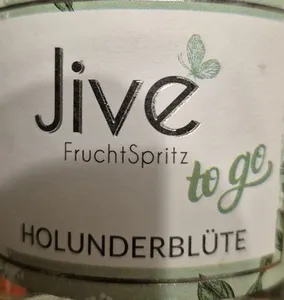 Jive
FruchtSpritz
to go
HOLUNDERBLÜTE